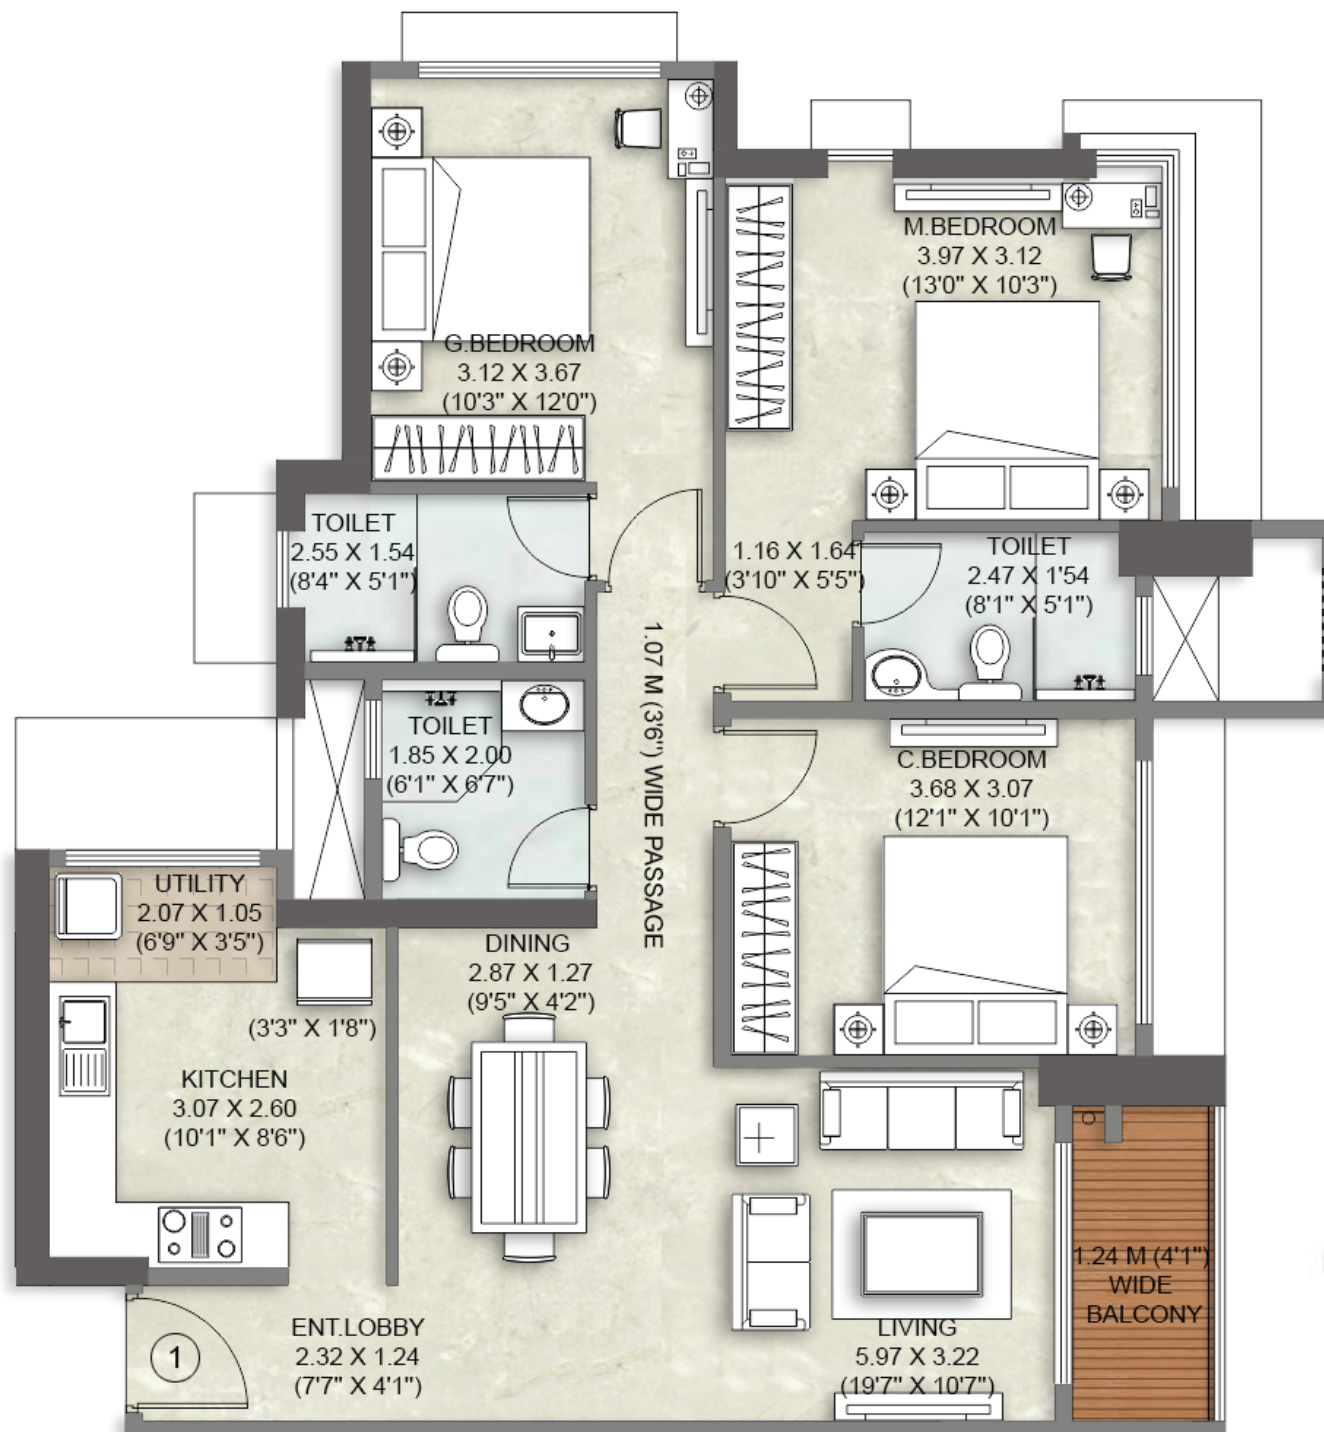 M.BEDROOM
3.97 X 3.12
(13'0" X 10'3")
G.BEDROOM
3.12 X 3.67
(10'3" X 12'0")
TOILET
2.55 X 1.54
(8'4" X 5'1")
1.16 X 1.64
(3'10" X 5'5")
TOILET
2.47 X 1'54
(8'1" X 5'1")
1.07 M (3'6") WIDE PASSAGE
TOILET
1.85 X 2.00
(6'1" X 6'7")
C.BEDROOM
3.68 X 3.07
(12'1" X 10'1")
UTILITY
2.07 X 1.05
(6'9" X 3'5")
DINING
2.87 X 1.27
(9'5" X 4'2")
(3'3" X 1'8")
KITCHEN
3.07 X 2.60
(10'1" X 8'6")
1.24 M (4'1")
WIDE
BALCONY
ENT.LOBBY
2.32 X 1.24
(7'7" X 4'1")
1
LIVING
5.97 X 3.22
(19'7" X 10'7")